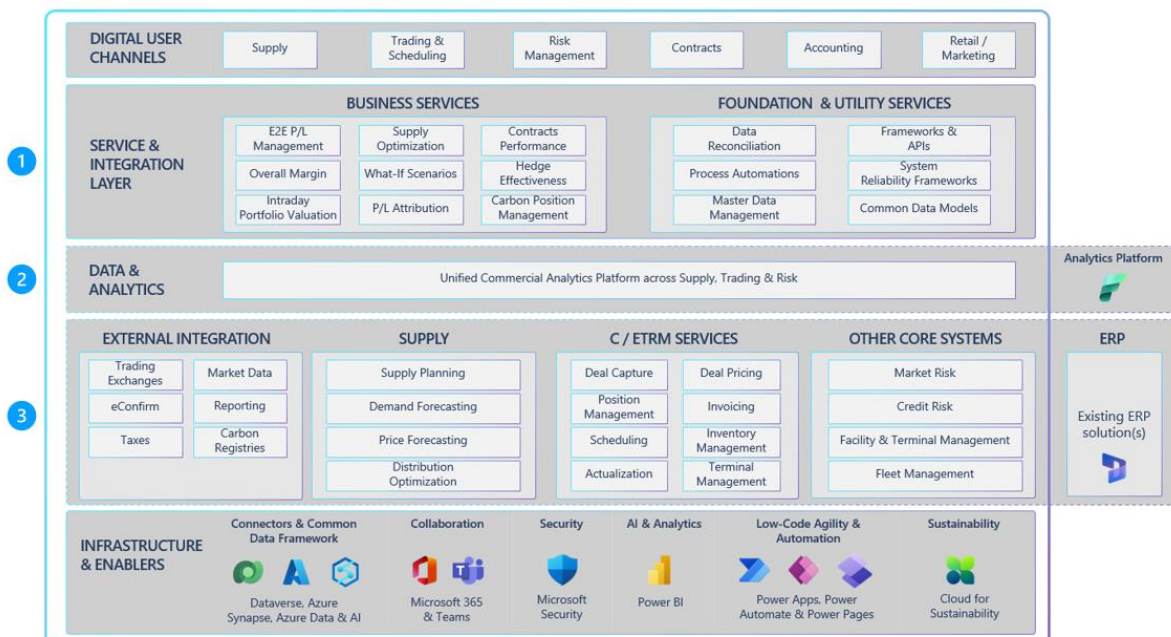 DIGITAL USER
CHANNELS
Supply
Trading &
Scheduling
Risk
Management
Contracts
Accounting
Retail /
Marketing
1
SERVICE &
INTEGRATION
LAYER
BUSINESS SERVICES
E2E P/L
Management
Supply
Optimization
Contracts
Performance
Overall Margin
What-If Scenarios
Hedge
Effectiveness
Intraday
Portfolio Valuation
P/L Attribution
Carbon Position
Management
FOUNDATION & UTILITY SERVICES
Data
Reconciliation
Frameworks &
APIs
Process Automations
System
Reliability Frameworks
Master Data
Management
Common Data Models
2
DATA &
ANALYTICS
Unified Commercial Analytics Platform across Supply, Trading & Risk
Analytics Platform
3
EXTERNAL INTEGRATION
Trading
Exchanges
Market Data
eConfirm
Reporting
Taxes
Carbon
Registries
SUPPLY
Supply Planning
Demand Forecasting
Price Forecasting
Distribution
Optimization
C / ETRM SERVICES
Deal Capture
Deal Pricing
Position
Management
Invoicing
Scheduling
Inventory
Management
Actualization
Terminal
Management
OTHER CORE SYSTEMS
Market Risk
Credit Risk
Facility & Terminal Management
Fleet Management
ERP
Existing ERP
solution(s)
INFRASTRUCTURE
& ENABLERS
Connectors & Common
Data Framework
Dataverse, Azure
Synapse, Azure Data & AI
Collaboration
Microsoft 365
& Teams
Security
Microsoft
Security
AI & Analytics
Power BI
Low-Code Agility &
Automation
Power Apps, Power
Automate & Power Pages
Sustainability
Cloud for
Sustainability